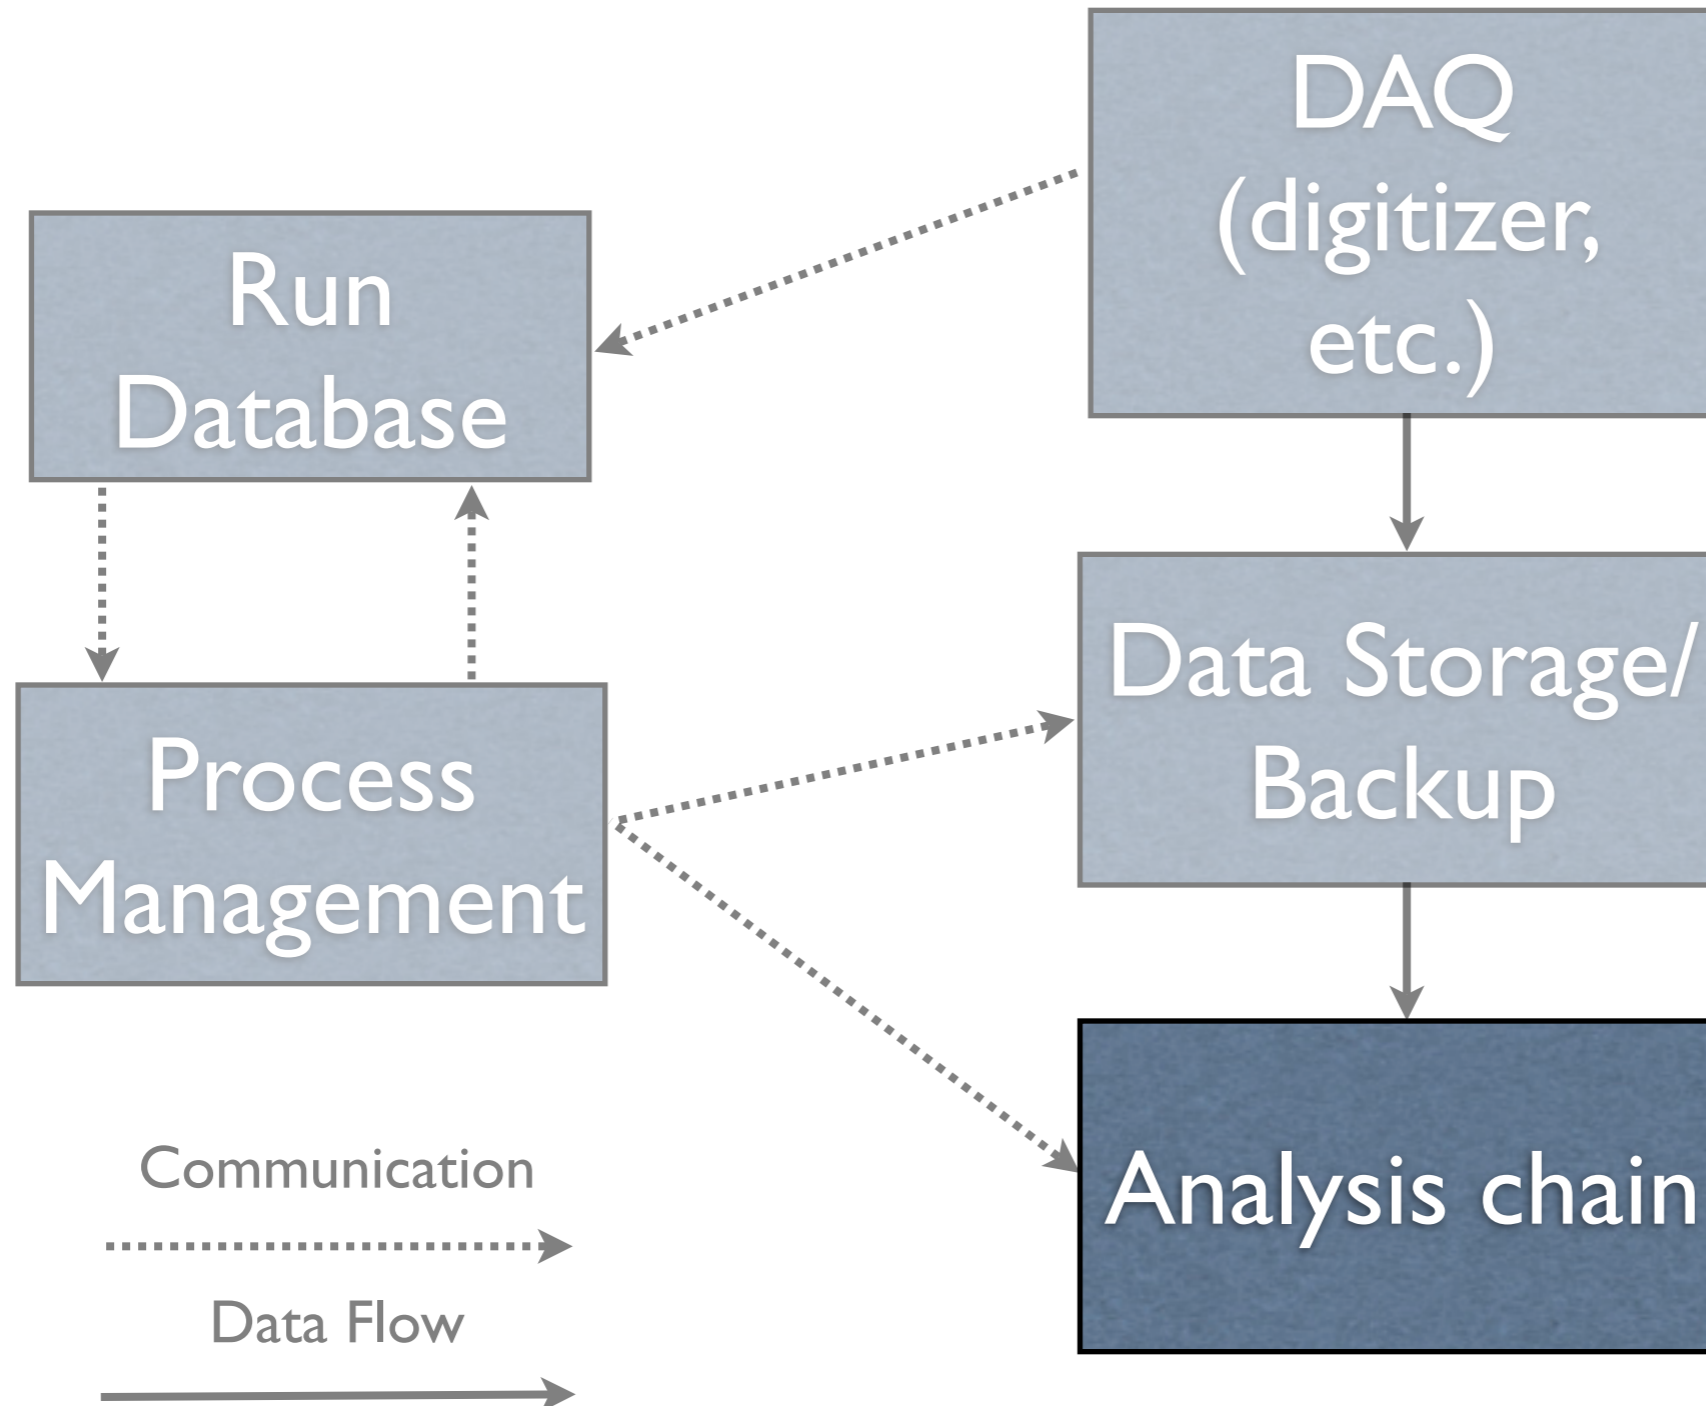 DAQ
(digitizer,
etc.)
Run
Database
Data Storage/
Backup
Process
Management
Analysis chain
Communication
Data Flow